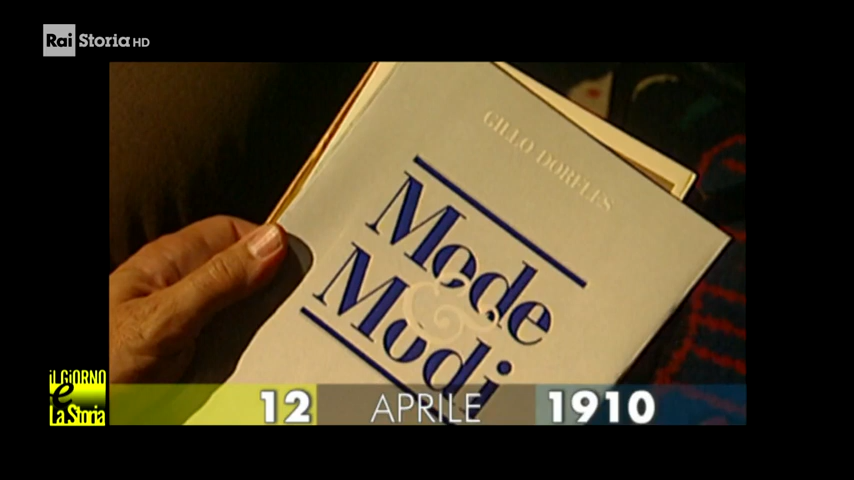 Rai Storia HD
GILLO DORFLES
Mode
&
Modi
iL GiORNO
e
La Storia
12 APRILE 1910